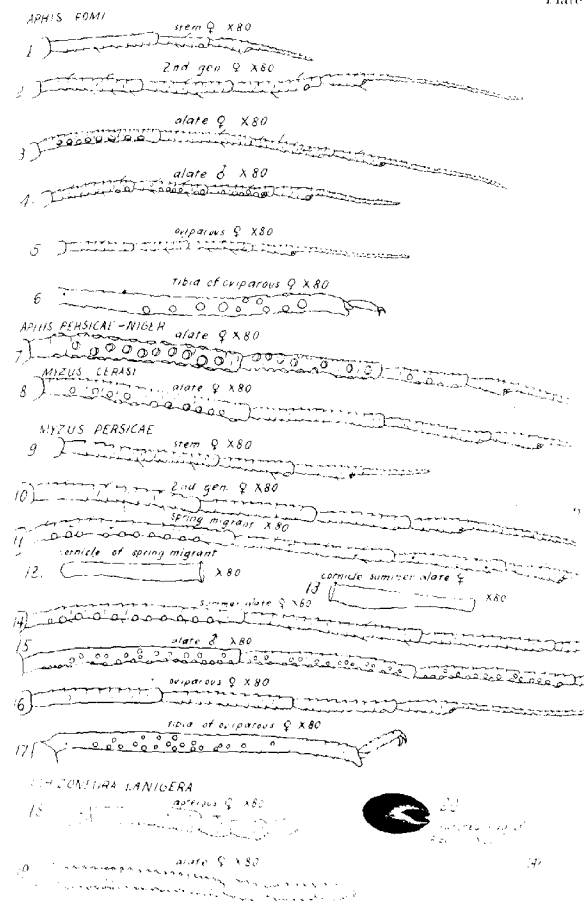 Plate
APHIS POMI
1 stem ♀ X80
2 2nd gen ♀ X80
3 alate ♀ X80
4. alate ♂ X80
5 oviparous ♀ X80
6 Tibia of oviparous ♀ X80
APHIS PERSICAE-NIGER
7 alate ♀ X80
MYZUS CERASI
8 alate ♀ X80
MYZUS PERSICAE
9 stem ♀ X80
10 2nd gen. ♀ X80
11 spring migrant X80
12. cornicle of spring migrant X80
13 cornicle summer alate ♀ X80
14 summer alate ♀ X80
15 alate ♂ X80
16 oviparous ♀ X80
17 Tibia of oviparous ♀ X80
LANIGERA
18 apterous ♀ X80
20
alate ♀ X80